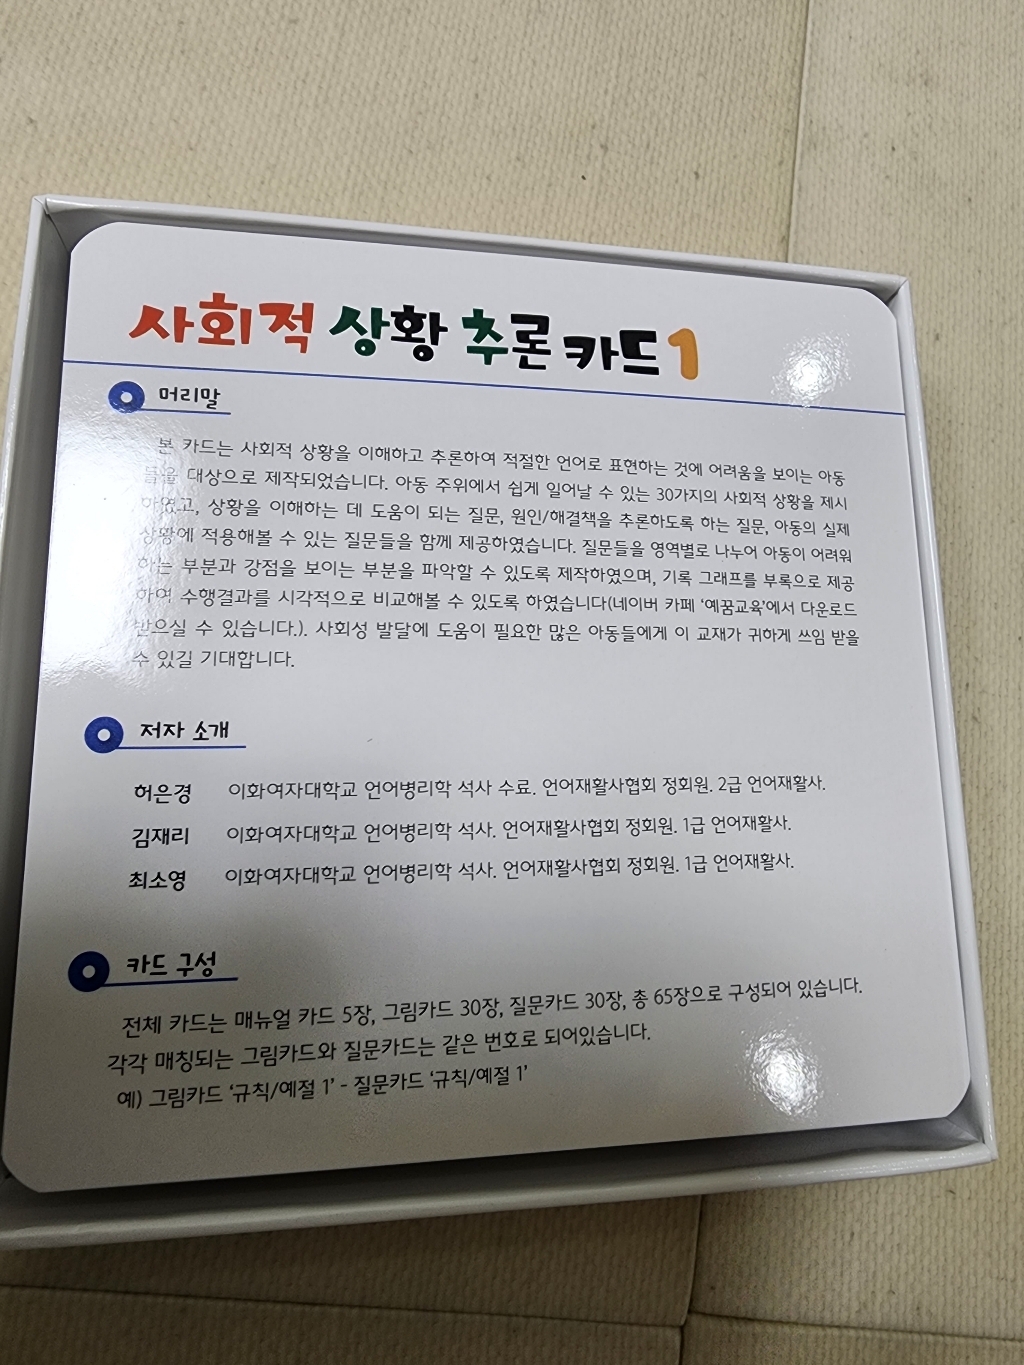 사회적 상황 추론 카드1
머리말
본 카드는 사회적 상황을 이해하고 추론하여 적절한 언어로 표현하는 것에 어려움을 보이는 아동
들을 대상으로 제작되었습니다. 아동 주위에서 쉽게 일어날 수 있는 30가지의 사회적 상황을 제시
하였고, 상황을 이해하는 데 도움이 되는 질문, 원인/해결책을 추론하도록 하는 질문, 아동의 실제
상황에 적용해볼 수 있는 질문들을 함께 제공하였습니다. 질문들을 영역별로 나누어 아동이 어려워
하는 부분과 강점을 보이는 부분을 파악할 수 있도록 제작하였으며, 기록 그래프를 부록으로 제공
하여 수행결과를 시각적으로 비교해볼 수 있도록 하였습니다(네이버 카페 ‘예꿈교육’에서 다운로드
받으실 수 있습니다.). 사회성 발달에 도움이 필요한 많은 아동들에게 이 교재가 귀하게 쓰임 받을
수 있길 기대합니다.
저자 소개
허은경 이화여자대학교 언어병리학 석사 수료. 언어재활사협회 정회원. 2급 언어재활사.
김재리 이화여자대학교 언어병리학 석사. 언어재활사협회 정회원. 1급 언어재활사.
최소영 이화여자대학교 언어병리학 석사. 언어재활사협회 정회원. 1급 언어재활사.
카드 구성
전체 카드는 매뉴얼 카드 5장, 그림카드 30장, 질문카드 30장, 총 65장으로 구성되어 있습니다.
각각 매칭되는 그림카드와 질문카드는 같은 번호로 되어있습니다.
예) 그림카드 ‘규칙/예절 1’ - 질문카드 ‘규칙/예절 1’